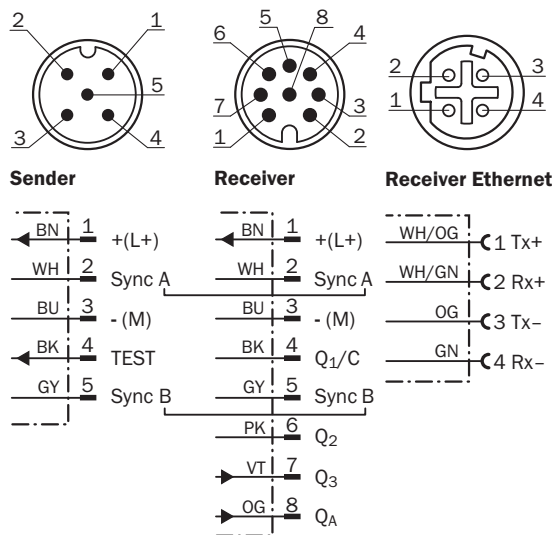 2 1 5 3 4
5 8 6 4 7 3 1 2
2 3 1 4
Sender
Receiver
Receiver Ethernet
BN 1 +(L+)
WH 2 Sync A
BU 3 - (M)
BK 4 TEST
GY 5 Sync B
BN 1 +(L+)
WH 2 Sync A
BU 3 - (M)
BK 4 Q1/C
GY 5 Sync B
PK 6 Q2
VT 7 Q3
OG 8 QA
WH/OG 1 Tx+
WH/GN 2 Rx+
OG 3 Tx–
GN 4 Rx–